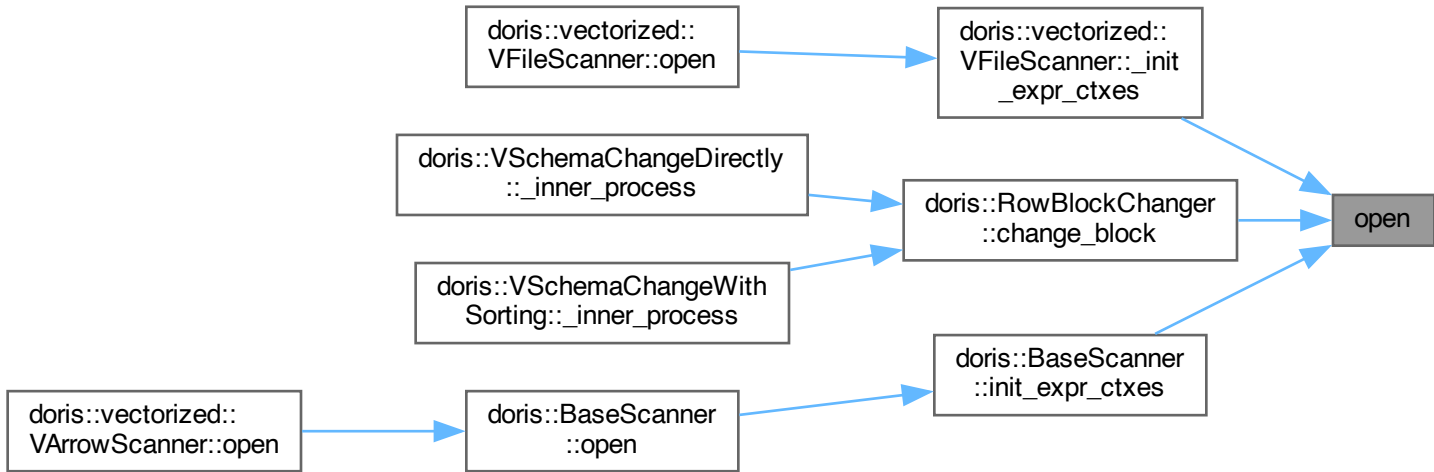 doris::vectorized::
VFileScanner::open
doris::vectorized::
VFileScanner::_init
_expr_ctxes
doris::VSchemaChangeDirectly
::_inner_process
doris::RowBlockChanger
::change_block
open
doris::VSchemaChangeWith
Sorting::_inner_process
doris::BaseScanner
::init_expr_ctxes
doris::vectorized::
VArrowScanner::open
doris::BaseScanner
::open